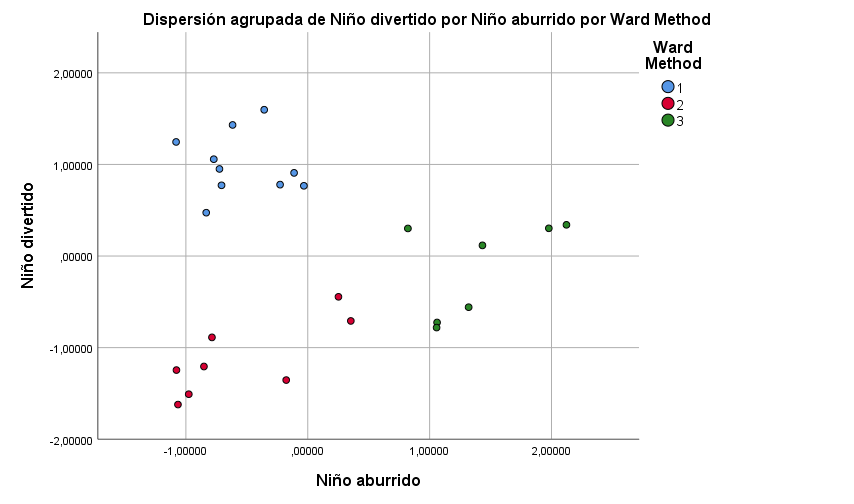 Dispersión agrupada de Niño divertido por Niño aburrido por Ward Method
Ward
Method
1
2
3
Niño divertido
2,00000
1,00000
,00000
-1,00000
-2,00000
-1,00000
,00000
1,00000
2,00000
Niño aburrido